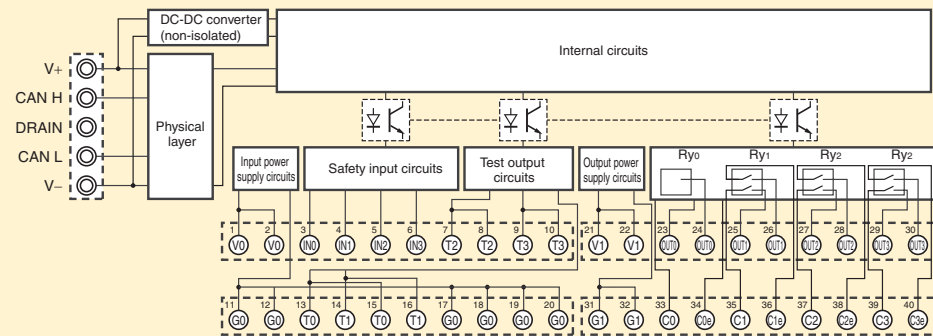 DC-DC converter
(non-isolated)
Internal circuits
V+
CAN H
DRAIN
CAN L
V–
Physical
layer
Input power
supply circuits
Safety input circuits
Test output
circuits
Output power
supply circuits
Ry0 Ry1 Ry2 Ry2
1 2 3 4 5 6 7 8 9 10 21 22 23 24 25 26 27 28 29 30
V0 V0 IN0 IN1 IN2 IN3 T2 T2 T3 T3 V1 V1 OUT0 OUT0 OUT1 OUT1 OUT2 OUT2 OUT3 OUT3
11 12 13 14 15 16 17 18 19 20 31 32 33 34 35 36 37 38 39 40
G0 G0 T0 T1 T0 T1 G0 G0 G0 G0 G1 G1 C0 C0e C1 C1e C2 C2e C3 C3e